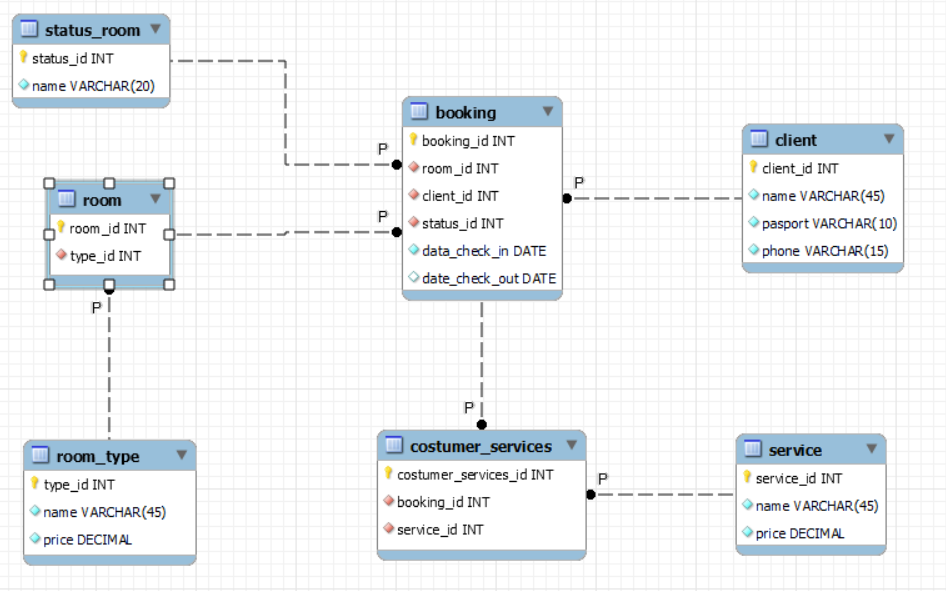 status_room
status_id INT
name VARCHAR(20)
booking
booking_id INT
room_id INT
client_id INT
status_id INT
data_check_in DATE
date_check_out DATE
client
client_id INT
name VARCHAR(45)
pasport VARCHAR(10)
phone VARCHAR(15)
room
room_id INT
type_id INT
P
P
P
P
room_type
type_id INT
name VARCHAR(45)
price DECIMAL
P
costumer_services
costumer_services_id INT
booking_id INT
service_id INT
P
service
service_id INT
name VARCHAR(45)
price DECIMAL